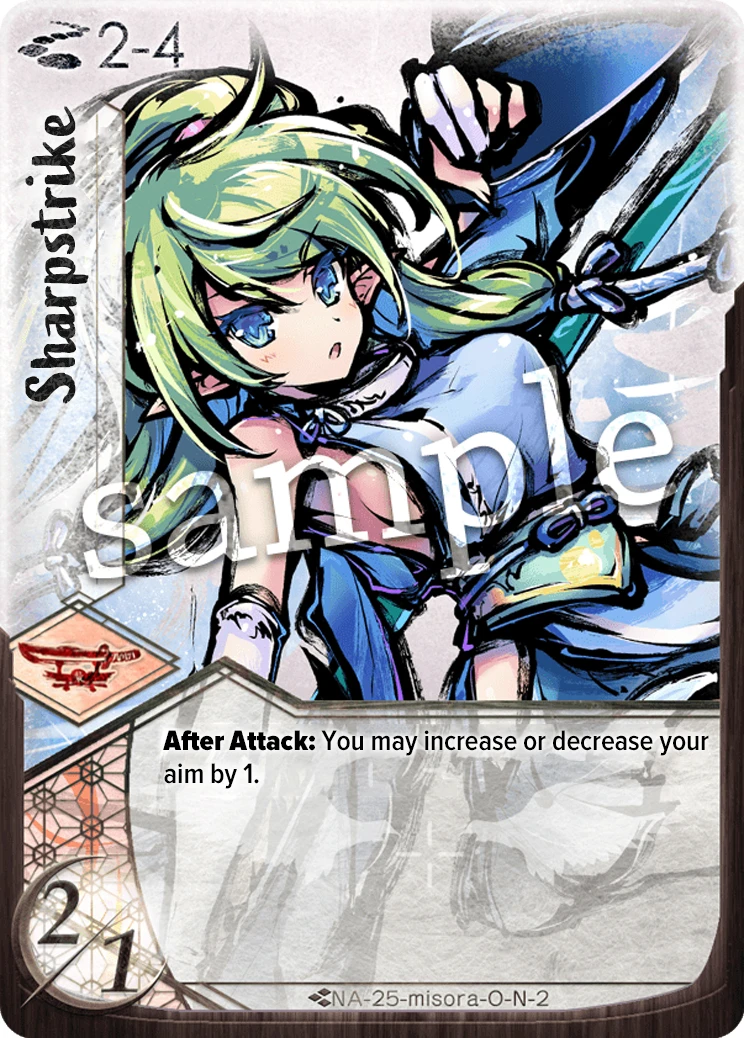 2-4
Sharpstrike
sample
After Attack: You may increase or decrease your
aim by 1.
2/1
NA-25-misora-O-N-2